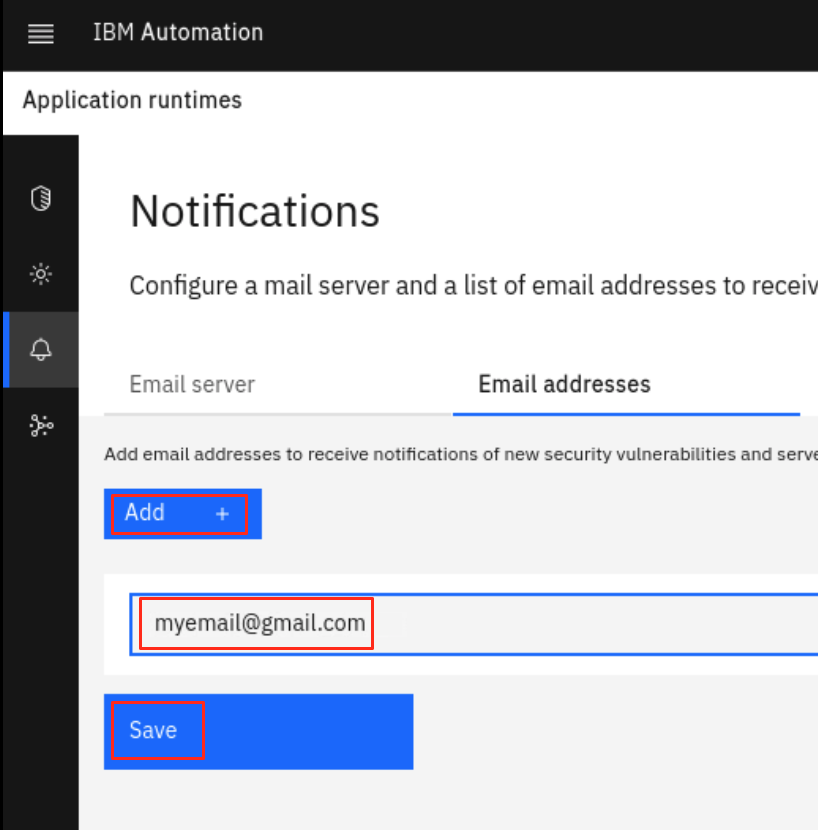 IBM Automation
Application runtimes
Notifications
Configure a mail server and a list of email addresses to receiv
Email server
Email addresses
Add email addresses to receive notifications of new security vulnerabilities and serve
Add +
myemail@gmail.com
Save